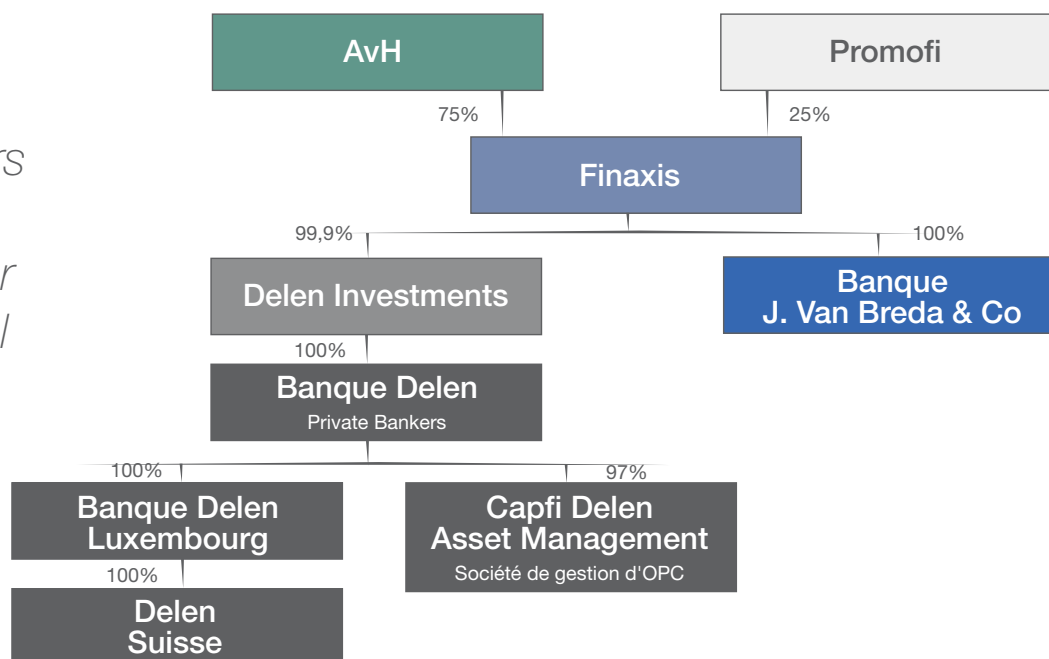 AvH
Promofi
75%
25%
rs
Finaxis
99,9%
100%
r
Delen Investments
Banque
J. Van Breda & Co
l
100%
Banque Delen
Private Bankers
100%
97%
Banque Delen
Luxembourg
Capfi Delen
Asset Management
Société de gestion d'OPC
100%
Delen
Suisse